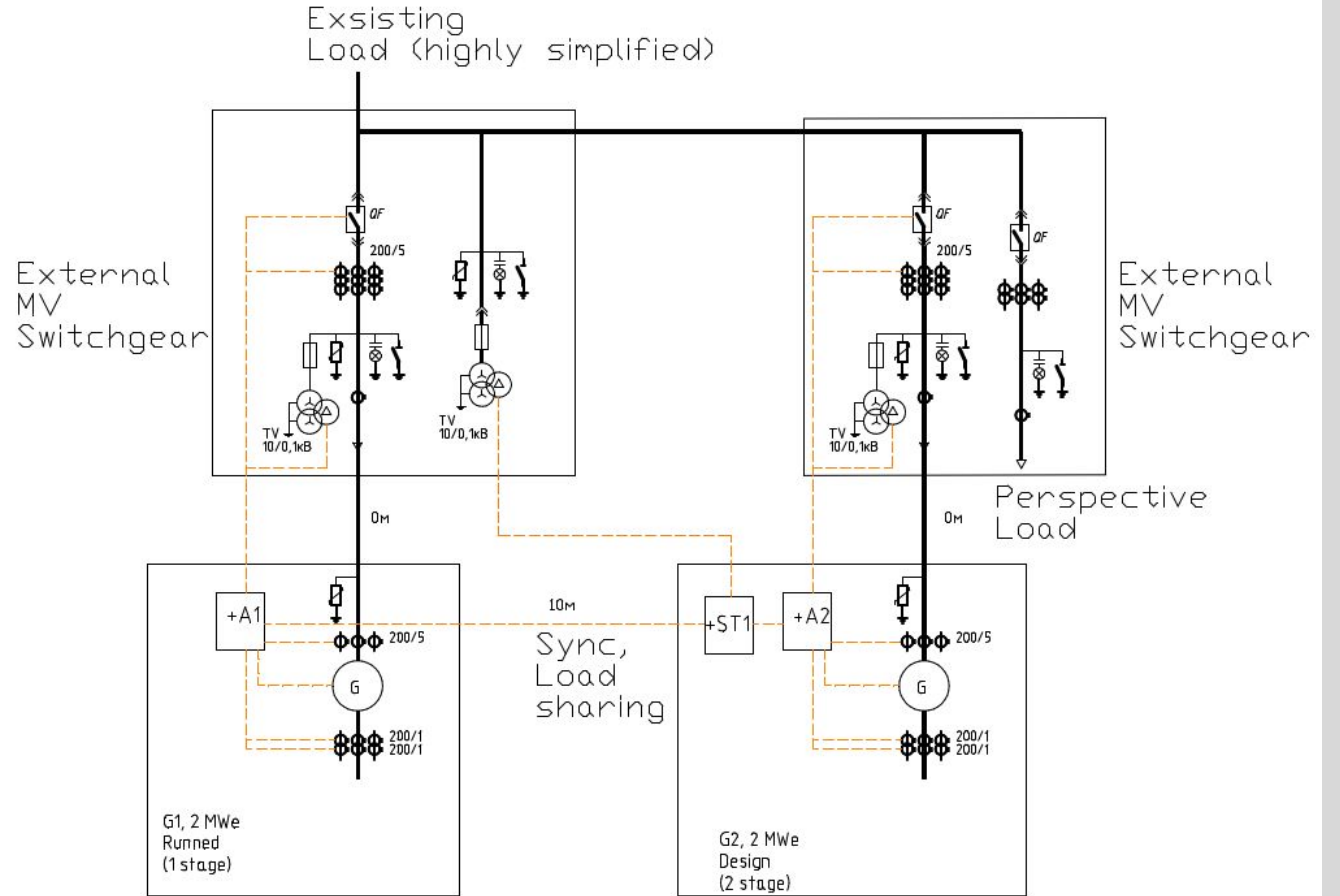 Exsisting
Load (highly simplified)
External
MV
Switchgear
QF
200/5
TV
10/0,1кВ
TV
10/0,1кВ
QF
200/5
QF
TV
10/0,1кВ
External
MV
Switchgear
Perspective
Load
0м
0м
+A1
10м
Sync,
Load
sharing
+ST1
+A2
200/5
G
200/1
200/1
200/5
G
200/1
200/1
G1, 2 MWe
Runned
(1 stage)
G2, 2 MWe
Design
(2 stage)